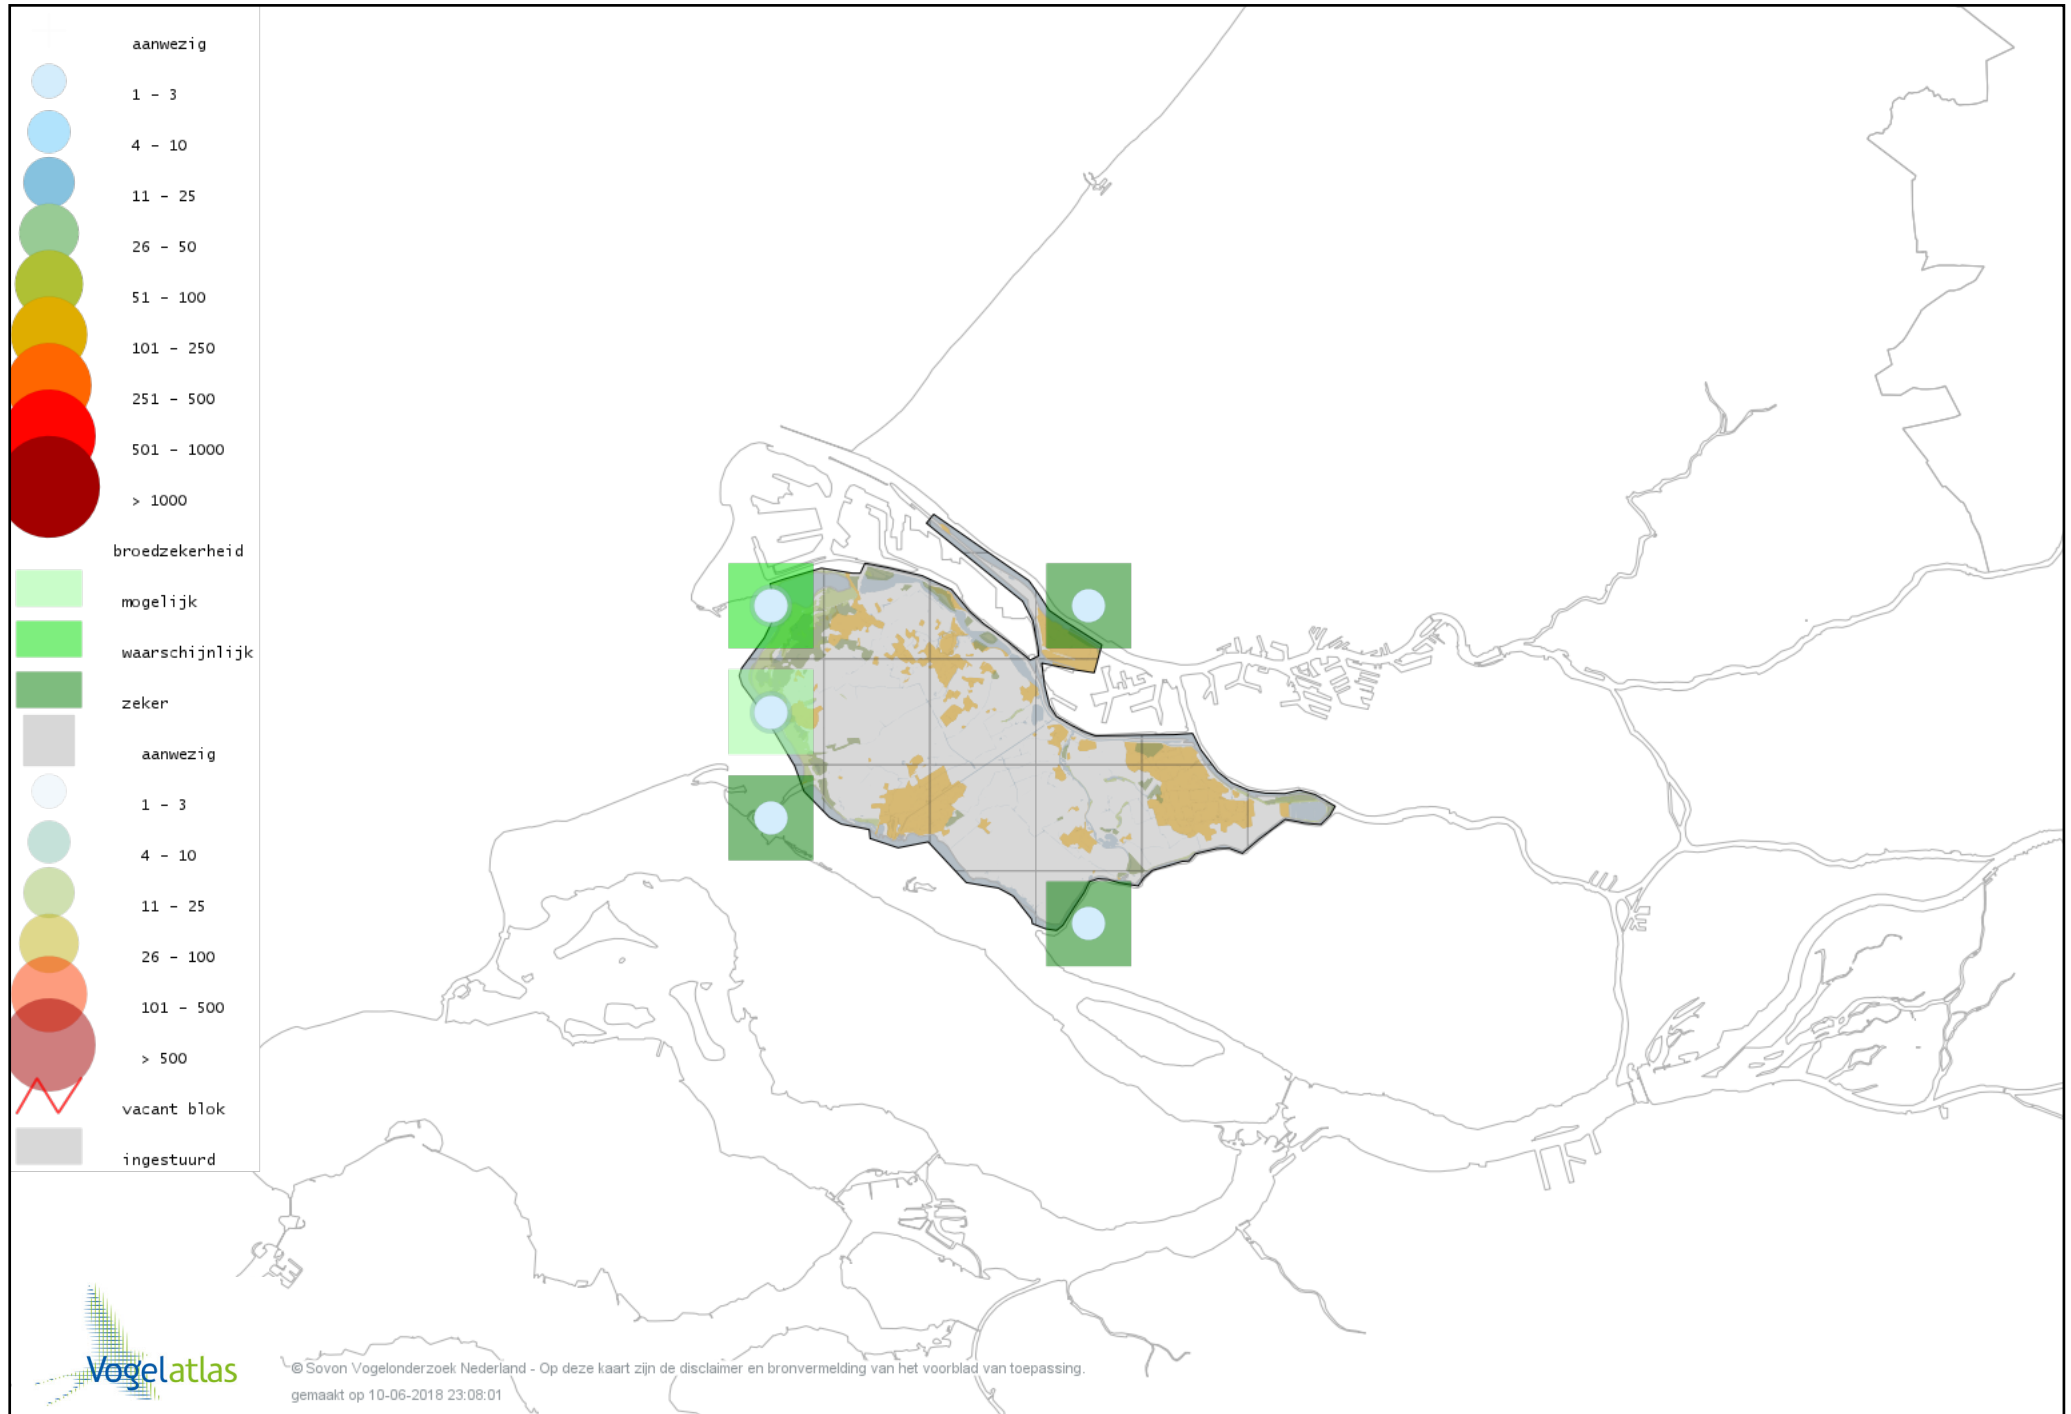 aanwezig
1 - 3
4 - 10
11 - 25
26 - 50
51 - 100
101 - 250
251 - 500
501 - 1000
> 1000
broedzekerheid
mogelijk
waarschijnlijk
zeker
aanwezig
1 - 3
4 - 10
11 - 25
26 - 100
101 - 500
> 500
vacant blok
ingestuurd
Vogelatlas
© Sovon Vogelonderzoek Nederland - Op deze kaart zijn de disclaimer en bronvermelding van het voorblad van toepassing.
gemaakt op 10-06-2018 23:08:01